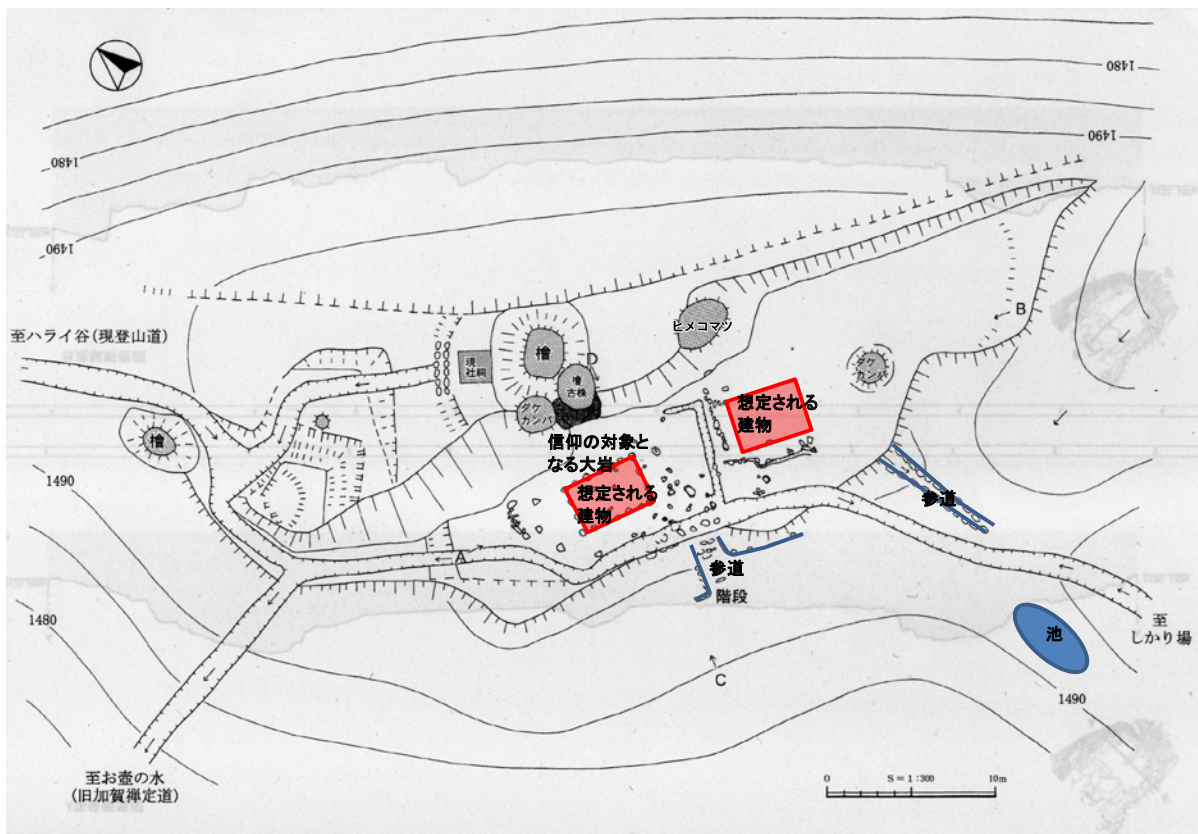 1480
1490
1480
1490
ヒメコマツ
B
至ハライ谷(現登山道)
現
社祠
檜
D
檜
古株
ダケ
カンバ
ダケ
カンバ
想定される
建物
檜
信仰の対象と
なる大岩
想定される
建物
1490
参道
A
参道
階段
1480
至
しかり場
池
C
1490
至お壺の水
(旧加賀禅定道)
0
S=1:300
10m